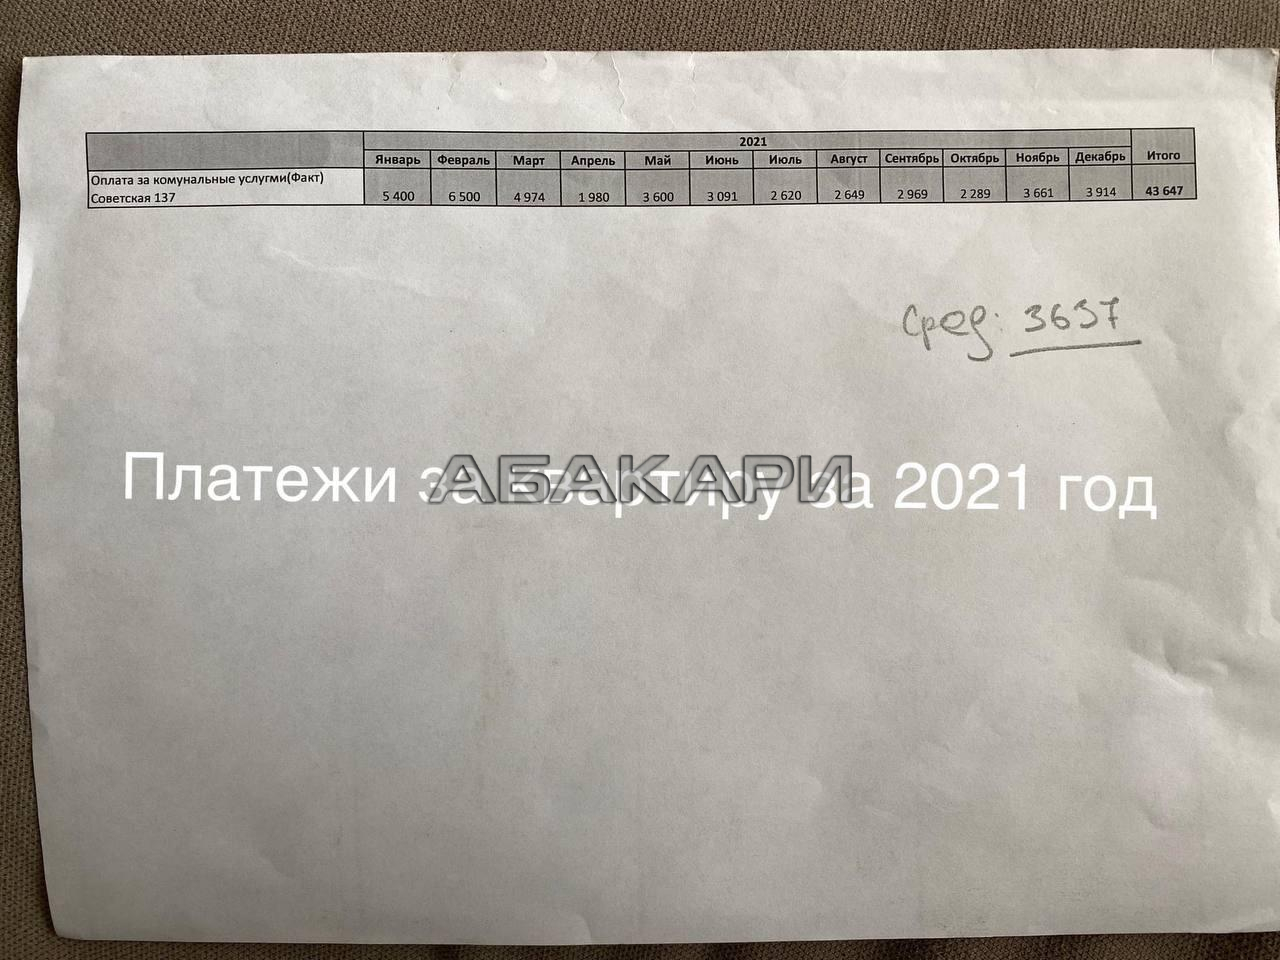 2021
Январь Февраль Март Апрель Май Июнь Июль Август Сентябрь Октябрь Ноябрь Декабрь Итого
Оплата за комунальные услугми(Факт)
Советская 137 5 400 6 500 4 974 1 980 3 600 3 091 2 620 2 649 2 969 2 289 3 661 3 914 43 647
Сред: 3637
Платежи за квартиру за 2021 год
АБАКАРИ